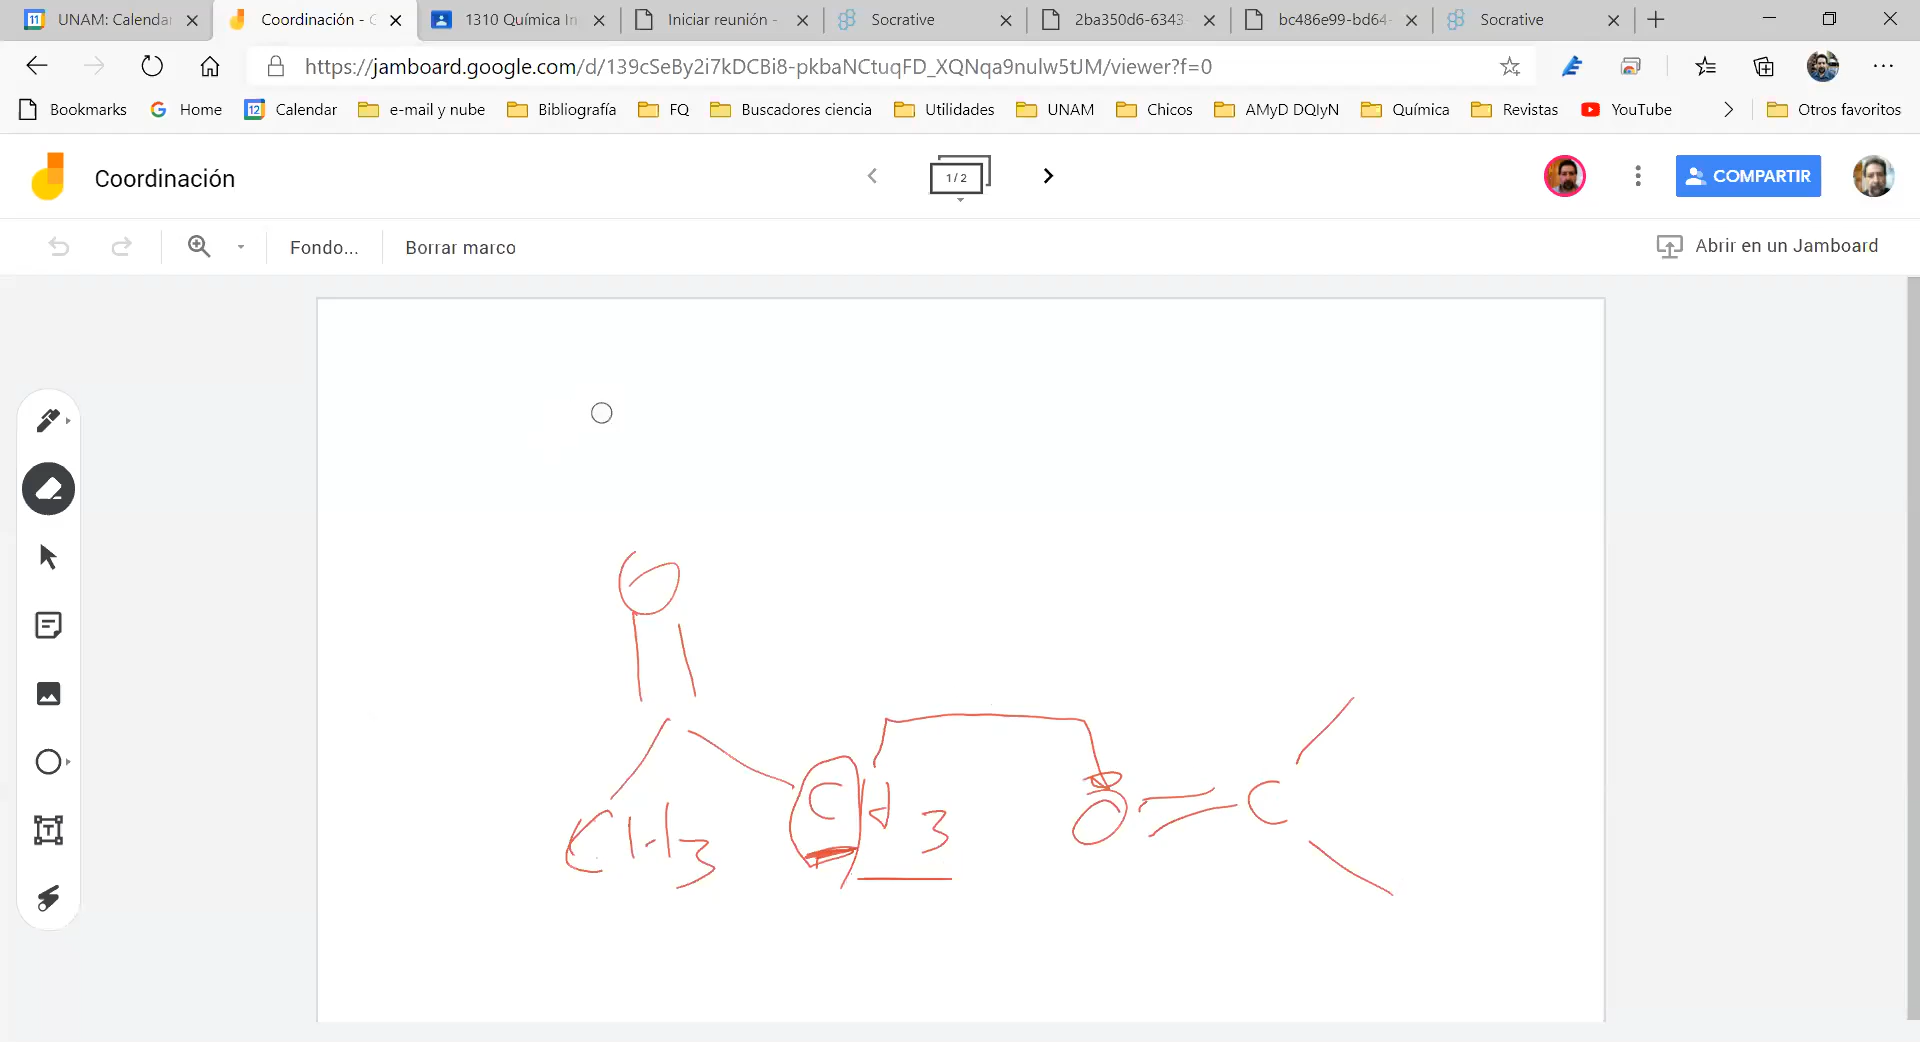 UNAM: Calendar
Coordinación - G
1310 Química In
Iniciar reunión -
Socrative
2ba350d6-6343-
bc486e99-bd64-
Socrative
https://jamboard.google.com/d/139cSeBy2i7kDCBi8-pkbaNCtuqFD_XQNqa9nulw5tJM/viewer?f=0
Bookmarks
Home
Calendar
e-mail y nube
Bibliografía
FQ
Buscadores ciencia
Utilidades
UNAM
Chicos
AMyD DQIyN
Química
Revistas
YouTube
Otros favoritos
Coordinación
1 / 2
COMPARTIR
Fondo...
Borrar marco
Abrir en un Jamboard
O
CH3
CH3
O
C